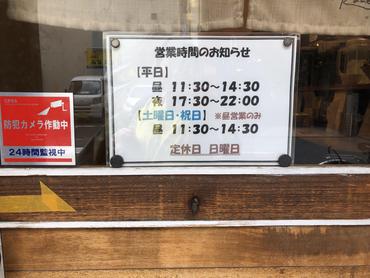 営業時間のお知らせ
【平日】
昼 11:30～14:30
夜 17:30～22:00
【土曜日・祝日】※昼営業のみ
昼 11:30～14:30
定休日 日曜日
防犯カメラ作動中
24時間監視中